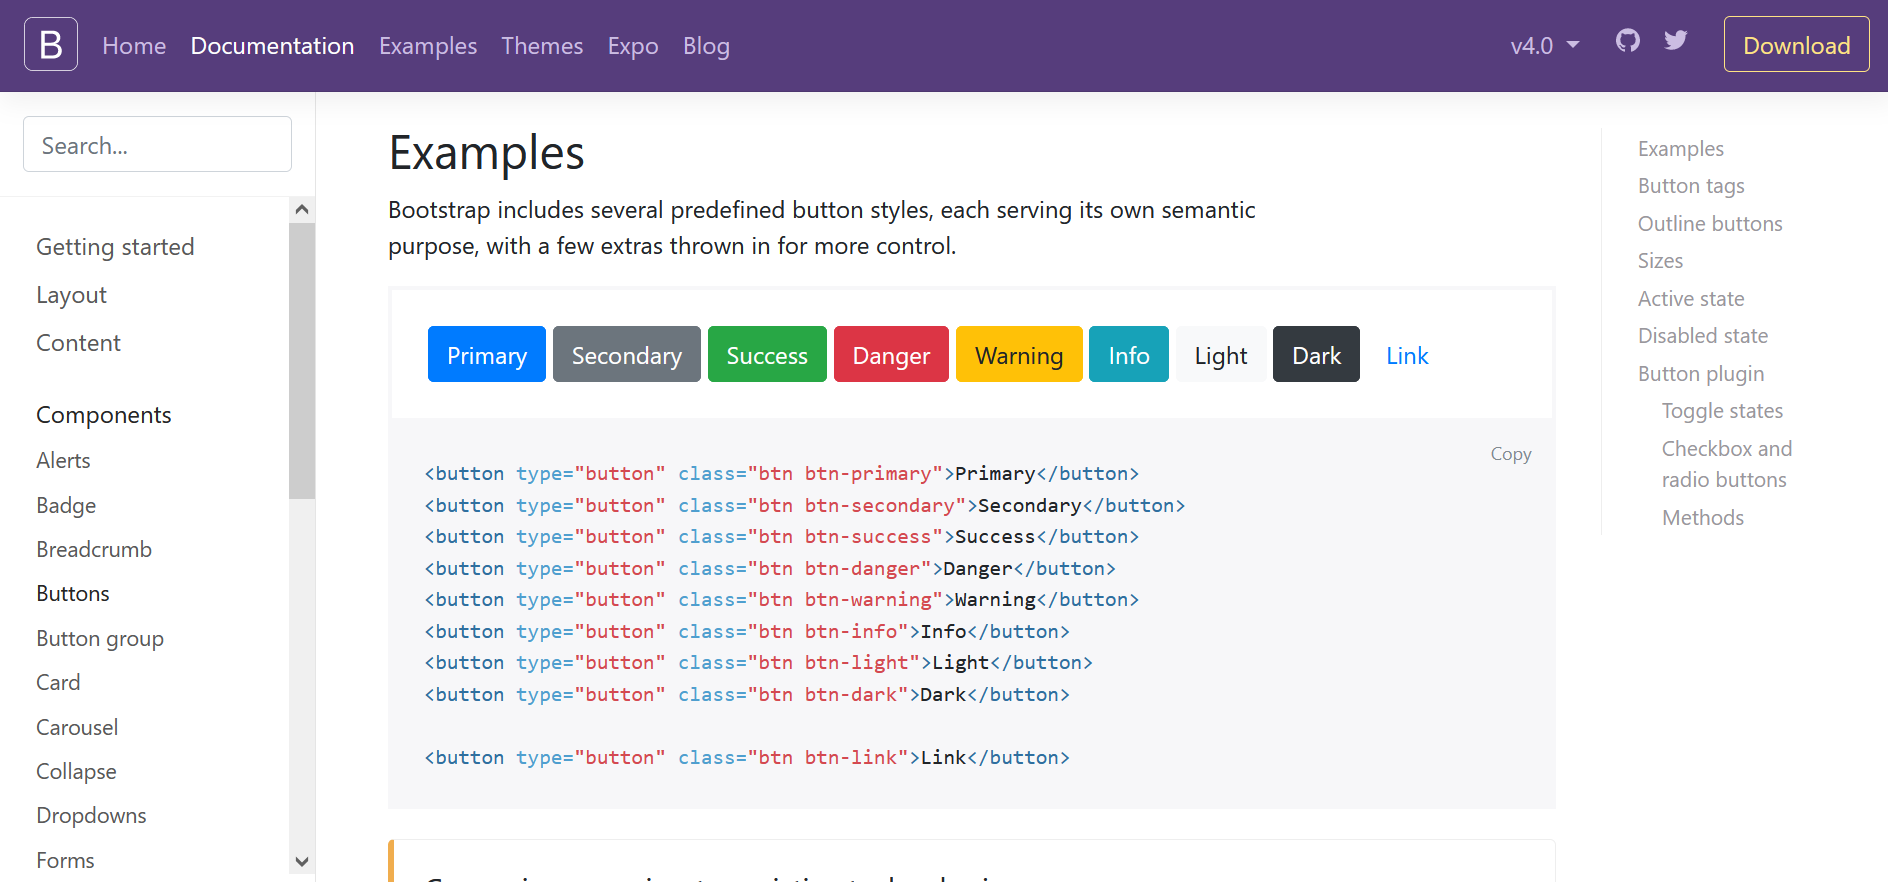 B Home Documentation Examples Themes Expo Blog v4.0 Download
Search...
Getting started
Layout
Content
Components
Alerts
Badge
Breadcrumb
Buttons
Button group
Card
Carousel
Collapse
Dropdowns
Forms
Examples
Bootstrap includes several predefined button styles, each serving its own semantic
purpose, with a few extras thrown in for more control.
Primary Secondary Success Danger Warning Info Light Dark Link
Copy
<button type="button" class="btn btn-primary">Primary</button>
<button type="button" class="btn btn-secondary">Secondary</button>
<button type="button" class="btn btn-success">Success</button>
<button type="button" class="btn btn-danger">Danger</button>
<button type="button" class="btn btn-warning">Warning</button>
<button type="button" class="btn btn-info">Info</button>
<button type="button" class="btn btn-light">Light</button>
<button type="button" class="btn btn-dark">Dark</button>
<button type="button" class="btn btn-link">Link</button>
Examples
Button tags
Outline buttons
Sizes
Active state
Disabled state
Button plugin
Toggle states
Checkbox and
radio buttons
Methods